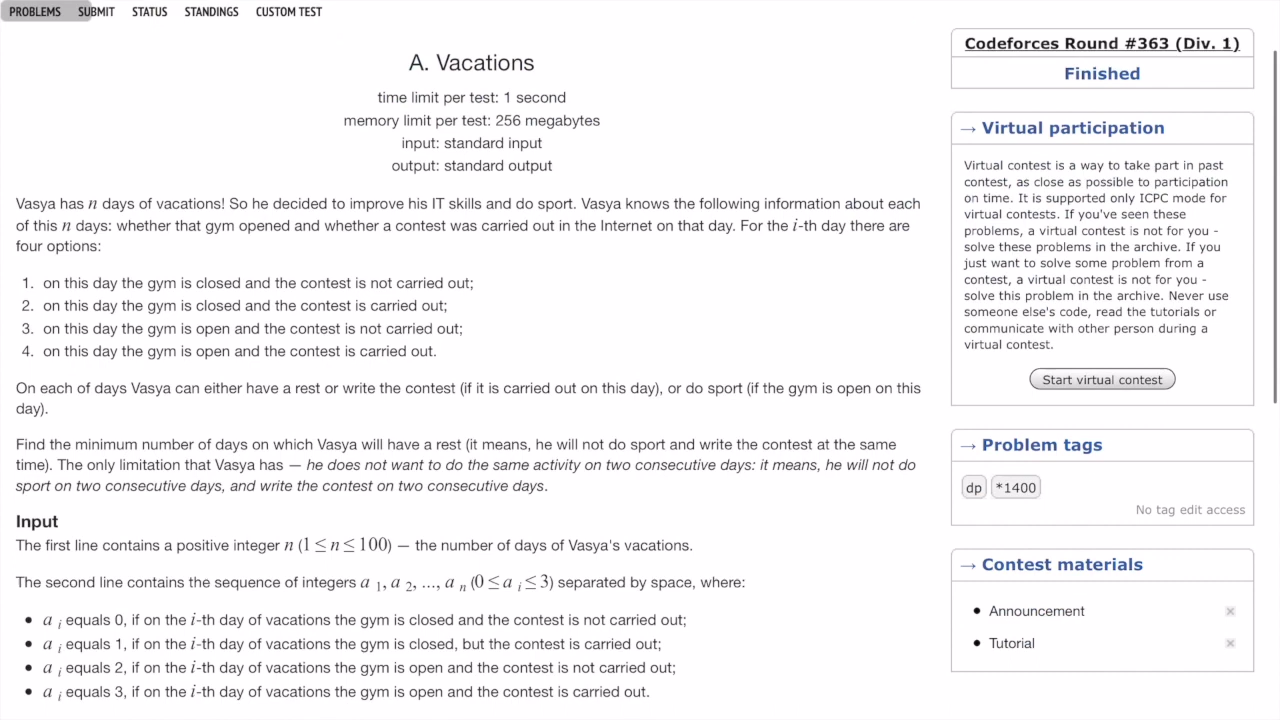 PROBLEMS SUBMIT STATUS STANDINGS CUSTOM TEST
A. Vacations
time limit per test: 1 second
memory limit per test: 256 megabytes
input: standard input
output: standard output
Vasya has n days of vacations! So he decided to improve his IT skills and do sport. Vasya knows the following information about each
of this n days: whether that gym opened and whether a contest was carried out in the Internet on that day. For the i-th day there are
four options:
1. on this day the gym is closed and the contest is not carried out;
2. on this day the gym is closed and the contest is carried out;
3. on this day the gym is open and the contest is not carried out;
4. on this day the gym is open and the contest is carried out.
On each of days Vasya can either have a rest or write the contest (if it is carried out on this day), or do sport (if the gym is open on this
day).
Find the minimum number of days on which Vasya will have a rest (it means, he will not do sport and write the contest at the same
time). The only limitation that Vasya has — he does not want to do the same activity on two consecutive days: it means, he will not do
sport on two consecutive days, and write the contest on two consecutive days.
Input
The first line contains a positive integer n (1 ≤ n ≤ 100) — the number of days of Vasya's vacations.
The second line contains the sequence of integers a 1, a 2, ..., a n (0 ≤ a i ≤ 3) separated by space, where:
• a i equals 0, if on the i-th day of vacations the gym is closed and the contest is not carried out;
• a i equals 1, if on the i-th day of vacations the gym is closed, but the contest is carried out;
• a i equals 2, if on the i-th day of vacations the gym is open and the contest is not carried out;
• a i equals 3, if on the i-th day of vacations the gym is open and the contest is carried out.
Codeforces Round #363 (Div. 1)
Finished
→ Virtual participation
Virtual contest is a way to take part in past
contest, as close as possible to participation
on time. It is supported only ICPC mode for
virtual contests. If you've seen these
problems, a virtual contest is not for you -
solve these problems in the archive. If you
just want to solve some problem from a
contest, a virtual contest is not for you -
solve this problem in the archive. Never use
someone else's code, read the tutorials or
communicate with other person during a
virtual contest.
Start virtual contest
→ Problem tags
dp *1400
No tag edit access
→ Contest materials
• Announcement
• Tutorial